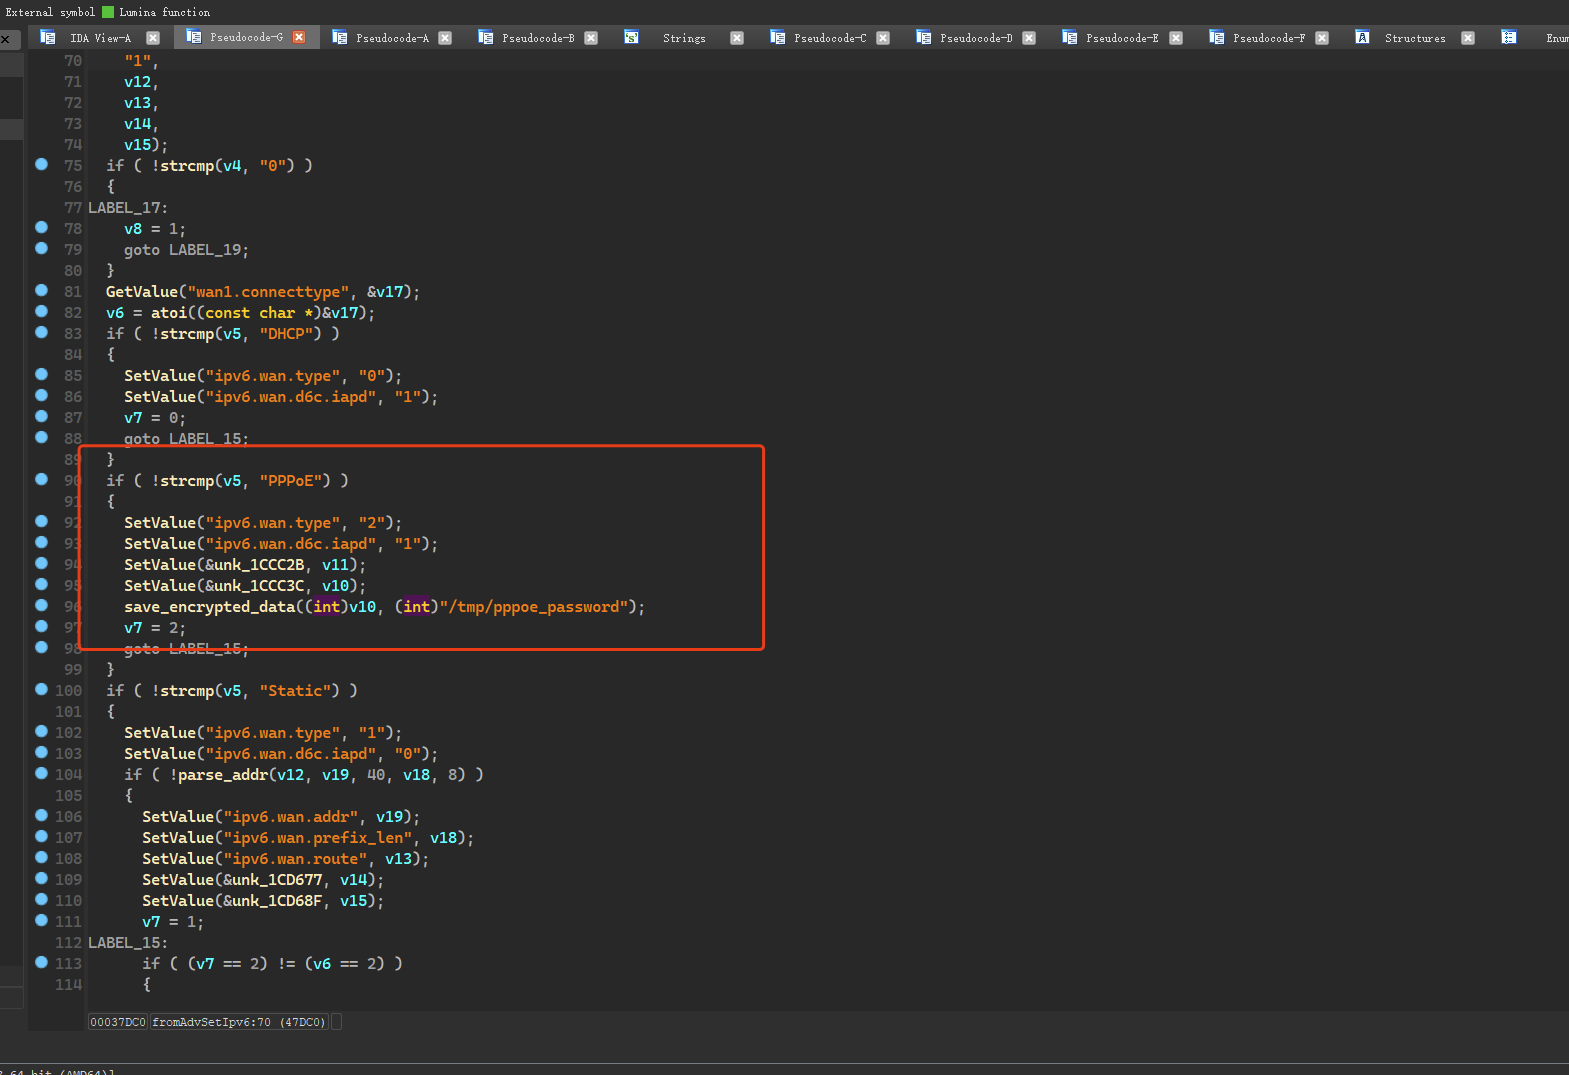 External symbol Lumina function
IDA View-A Pseudocode-G Pseudocode-A Pseudocode-B Strings Pseudocode-C Pseudocode-D Pseudocode-E Pseudocode-F Structures Enum
70 "1",
71 v12,
72 v13,
73 v14,
74 v15);
75 if ( !strcmp(v4, "0") )
76 {
77 LABEL_17:
78 v8 = 1;
79 goto LABEL_19;
80 }
81 GetValue("wan1.connecttype", &v17);
82 v6 = atoi((const char *)&v17);
83 if ( !strcmp(v5, "DHCP") )
84 {
85 SetValue("ipv6.wan.type", "0");
86 SetValue("ipv6.wan.d6c.iapd", "1");
87 v7 = 0;
88 goto LABEL_15;
89 }
90 if ( !strcmp(v5, "PPPoE") )
91 {
92 SetValue("ipv6.wan.type", "2");
93 SetValue("ipv6.wan.d6c.iapd", "1");
94 SetValue(&unk_1CCC2B, v11);
95 SetValue(&unk_1CCC3C, v10);
96 save_encrypted_data((int)v10, (int)"/tmp/pppoe_password");
97 v7 = 2;
98 goto LABEL_15;
99 }
100 if ( !strcmp(v5, "Static") )
101 {
102 SetValue("ipv6.wan.type", "1");
103 SetValue("ipv6.wan.d6c.iapd", "0");
104 if ( !parse_addr(v12, v19, 40, v18, 8) )
105 {
106 SetValue("ipv6.wan.addr", v19);
107 SetValue("ipv6.wan.prefix_len", v18);
108 SetValue("ipv6.wan.route", v13);
109 SetValue(&unk_1CD677, v14);
110 SetValue(&unk_1CD68F, v15);
111 v7 = 1;
112 LABEL_15:
113 if ( (v7 == 2) != (v6 == 2) )
114 {
00037DC0 fromAdvSetIpv6:70 (47DC0)
64 bit (AMD64)]